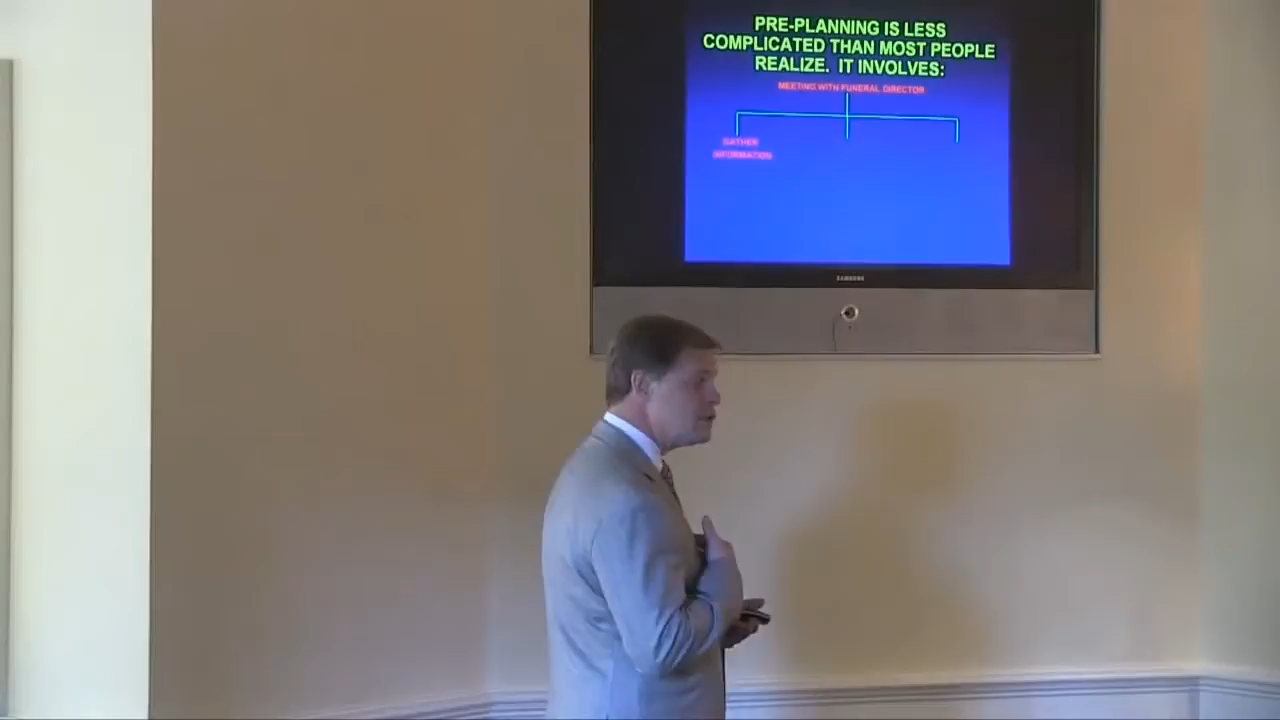 PRE-PLANNING IS LESS
COMPLICATED THAN MOST PEOPLE
REALIZE. IT INVOLVES:
MEETING WITH FUNERAL DIRECTOR
GATHER
INFORMATION
SAMSUNG